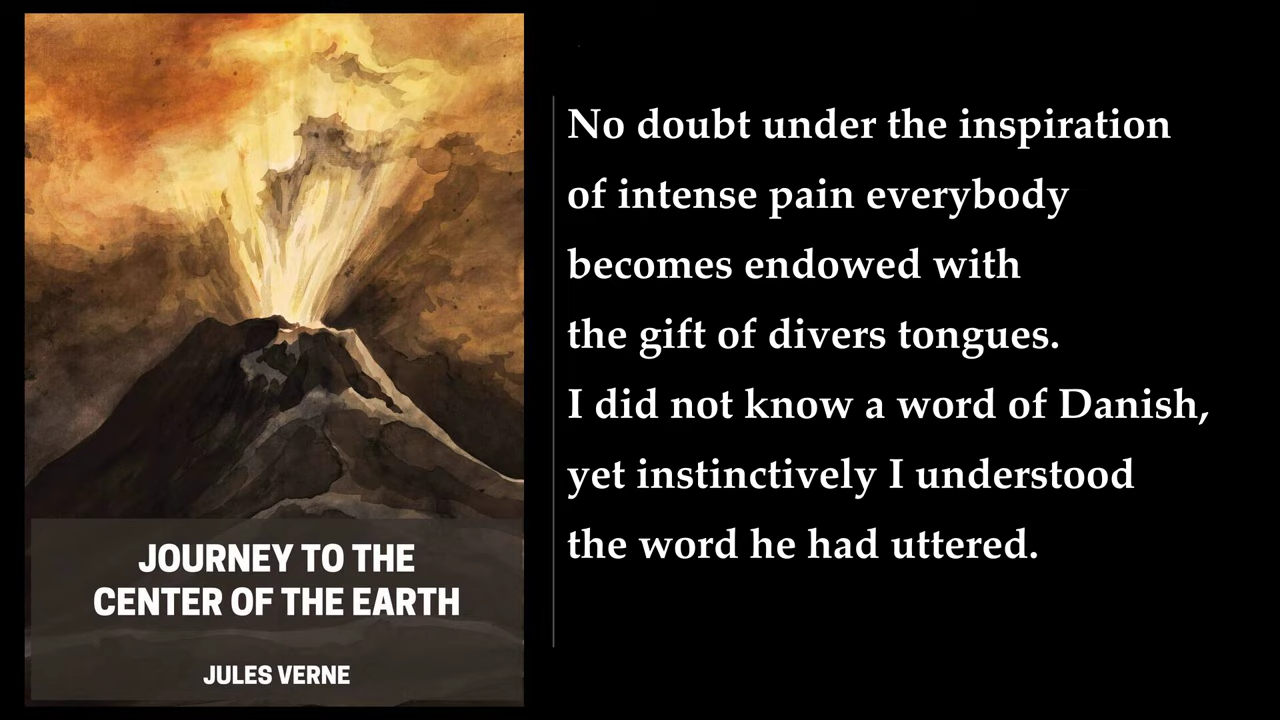 JOURNEY TO THE
CENTER OF THE EARTH
JULES VERNE
No doubt under the inspiration
of intense pain everybody
becomes endowed with
the gift of divers tongues.
I did not know a word of Danish,
yet instinctively I understood
the word he had uttered.